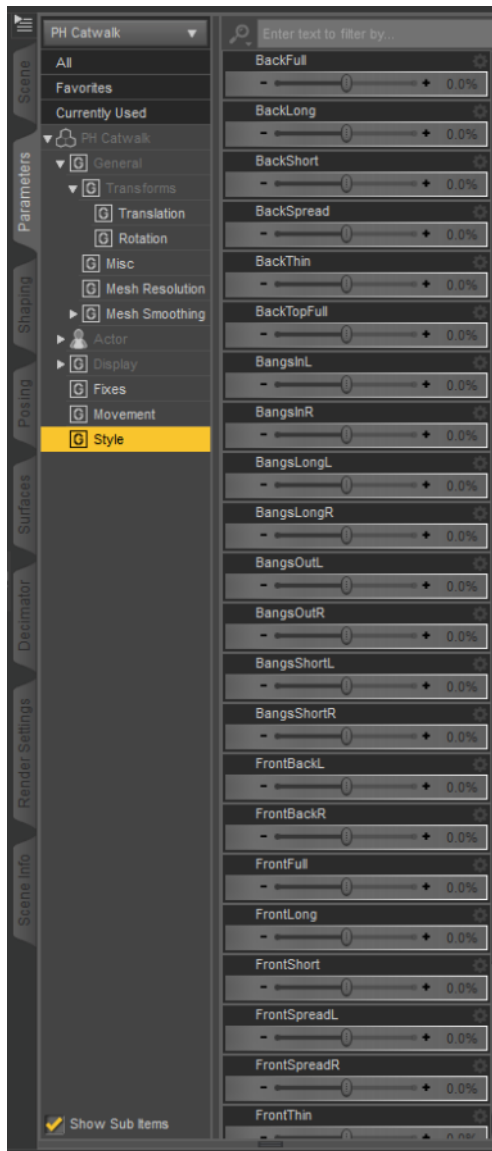 PH Catwalk
Enter text to filter by...
Scene
Parameters
Shaping
Posing
Surfaces
Decimator
Render Settings
Scene Info
All
Favorites
Currently Used
PH Catwalk
G General
G Transforms
G Translation
G Rotation
G Misc
G Mesh Resolution
G Mesh Smoothing
Actor
G Display
G Fixes
G Movement
G Style
Show Sub Items
BackFull
- + 0.0%
BackLong
- + 0.0%
BackShort
- + 0.0%
BackSpread
- + 0.0%
BackThin
- + 0.0%
BackTopFull
- + 0.0%
BangsInL
- + 0.0%
BangsInR
- + 0.0%
BangsLongL
- + 0.0%
BangsLongR
- + 0.0%
BangsOutL
- + 0.0%
BangsOutR
- + 0.0%
BangsShortL
- + 0.0%
BangsShortR
- + 0.0%
FrontBackL
- + 0.0%
FrontBackR
- + 0.0%
FrontFull
- + 0.0%
FrontLong
- + 0.0%
FrontShort
- + 0.0%
FrontSpreadL
- + 0.0%
FrontSpreadR
- + 0.0%
FrontThin